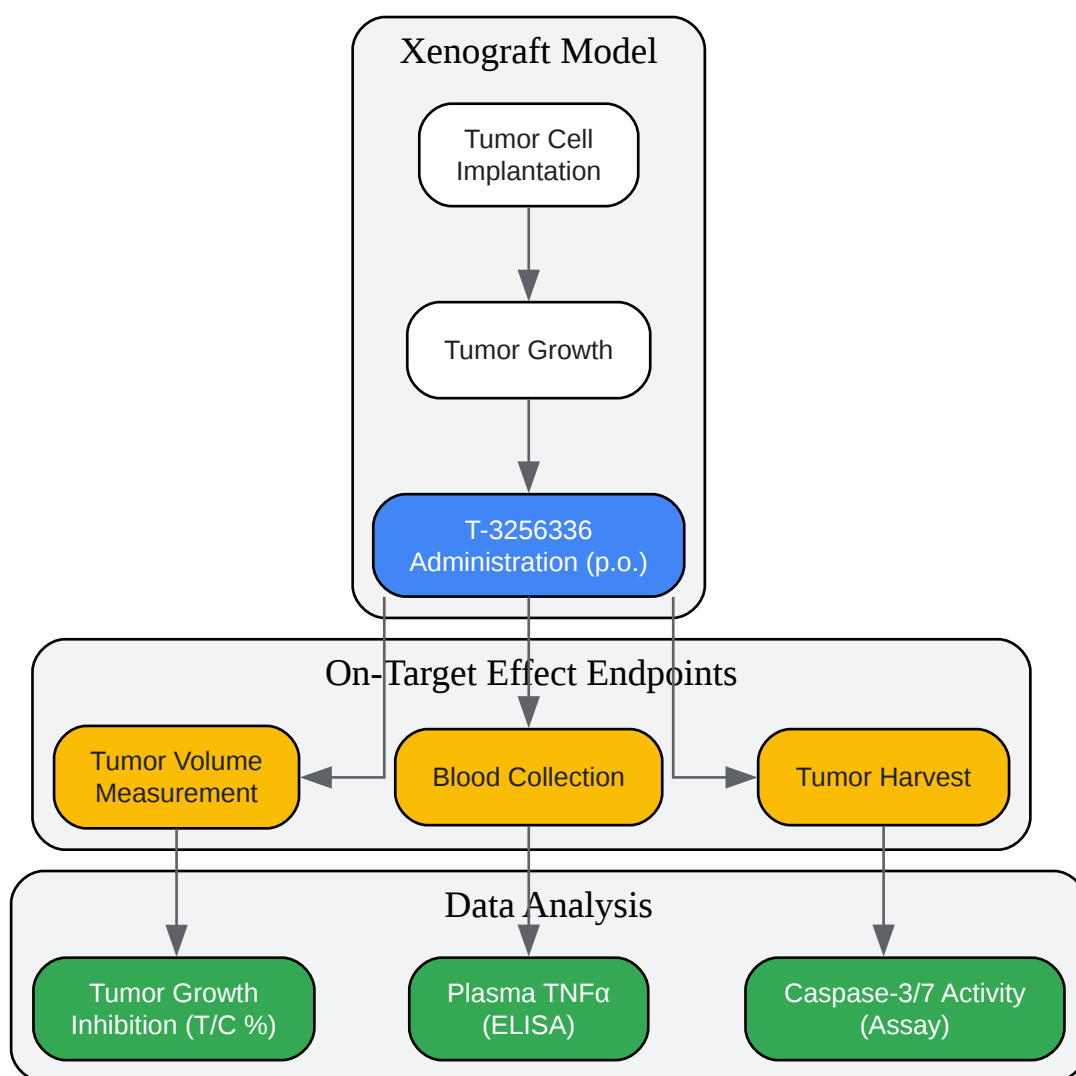 Xenograft Model
Tumor Cell
Implantation
Tumor Growth
T-3256336
Administration (p.o.)
On-Target Effect Endpoints
Tumor Volume
Measurement
Blood Collection
Tumor Harvest
Data Analysis
Tumor Growth
Inhibition (T/C %)
Plasma TNFα
(ELISA)
Caspase-3/7 Activity
(Assay)